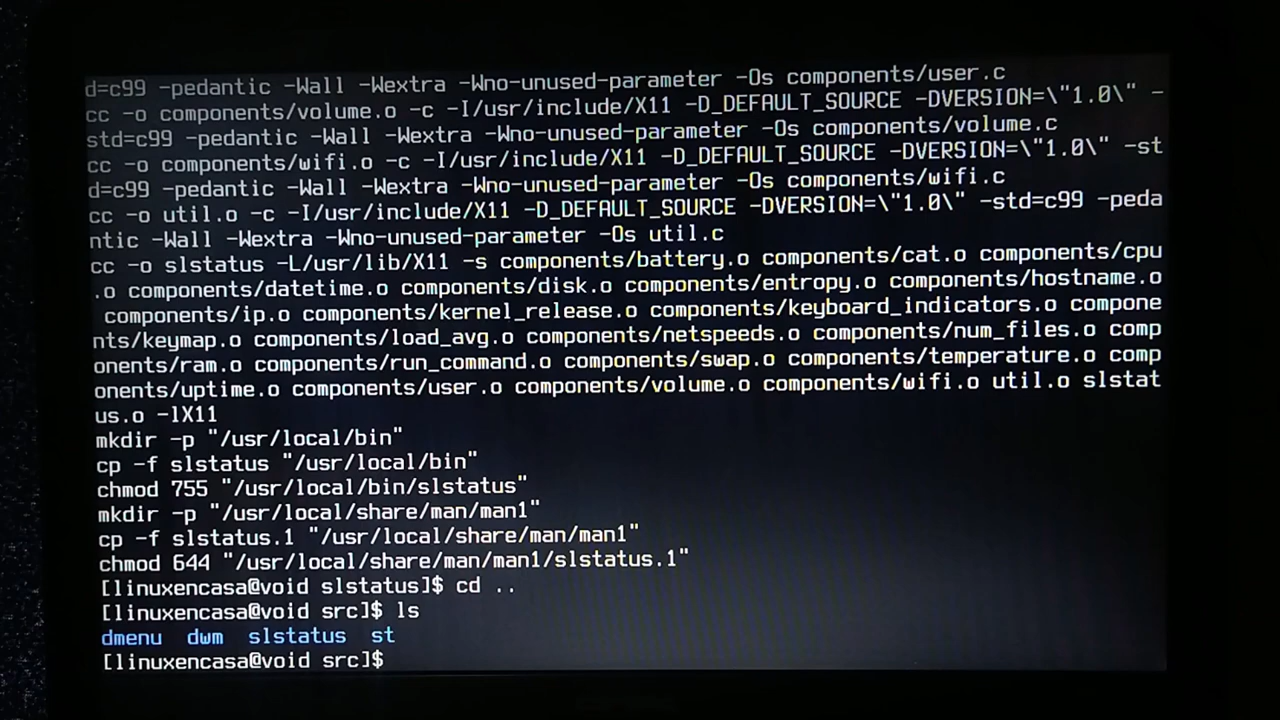 d=c99 -pedantic -Wall -Wextra -Wno-unused-parameter -Os components/user.c
cc -o components/volume.o -c -I/usr/include/X11 -D_DEFAULT_SOURCE -DVERSION=\"1.0\" -
std=c99 -pedantic -Wall -Wextra -Wno-unused-parameter -Os components/volume.c
cc -o components/wifi.o -c -I/usr/include/X11 -D_DEFAULT_SOURCE -DVERSION=\"1.0\" -st
d=c99 -pedantic -Wall -Wextra -Wno-unused-parameter -Os components/wifi.c
cc -o util.o -c -I/usr/include/X11 -D_DEFAULT_SOURCE -DVERSION=\"1.0\" -std=c99 -peda
ntic -Wall -Wextra -Wno-unused-parameter -Os util.c
cc -o slstatus -L/usr/lib/X11 -s components/battery.o components/cat.o components/cpu
.o components/datetime.o components/disk.o components/entropy.o components/hostname.o
 components/ip.o components/kernel_release.o components/keyboard_indicators.o compone
nts/keymap.o components/load_avg.o components/netspeeds.o components/num_files.o comp
onents/ram.o components/run_command.o components/swap.o components/temperature.o comp
onents/uptime.o components/user.o components/volume.o components/wifi.o util.o slstat
us.o -lX11
mkdir -p "/usr/local/bin"
cp -f slstatus "/usr/local/bin"
chmod 755 "/usr/local/bin/slstatus"
mkdir -p "/usr/local/share/man/man1"
cp -f slstatus.1 "/usr/local/share/man/man1"
chmod 644 "/usr/local/share/man/man1/slstatus.1"
[linuxencasa@void slstatus]$ cd ..
[linuxencasa@void src]$ ls
dmenu  dwm  slstatus  st
[linuxencasa@void src]$